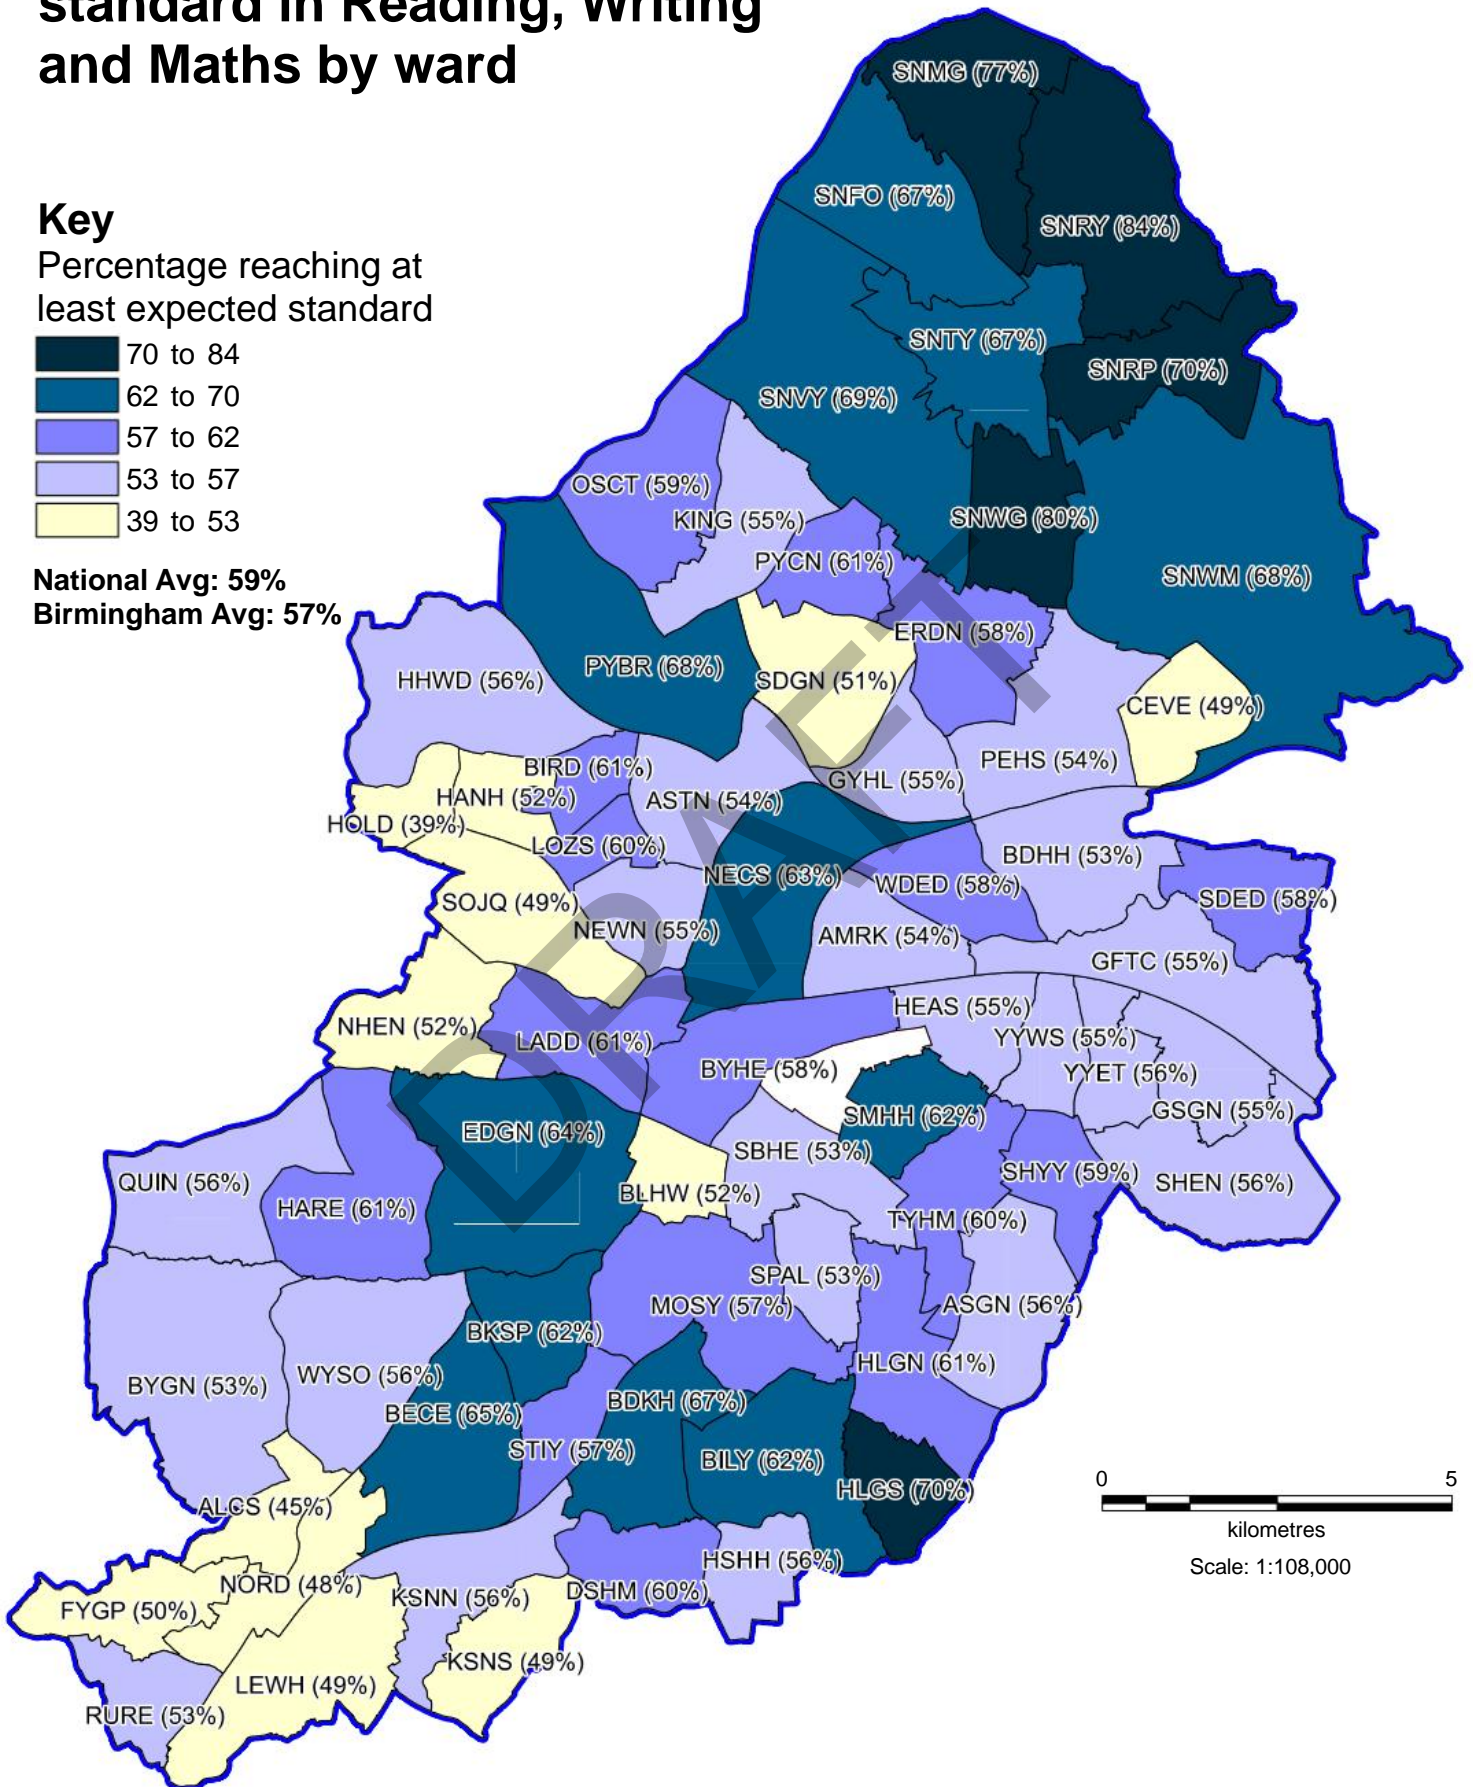 standard in Reading, Writing
and Maths by ward
Key
Percentage reaching at
least expected standard
70 to 84
62 to 70
57 to 62
53 to 57
39 to 53
National Avg: 59%
Birmingham Avg: 57%
SNMG (77%)
SNFO (67%)
SNRY (84%)
SNTY (67%)
SNRP (70%)
SNVY (69%)
OSCT (59%)
KING (55%)
SNWG (80%)
PYCN (61%)
SNWM (68%)
ERDN (58%)
PYBR (68%)
HHWD (56%)
SDGN (51%)
CEVE (49%)
BIRD (61%)
PEHS (54%)
GYHL (55%)
HANH (52%)
ASTN (54%)
HOLD (39%)
LOZS (60%)
BDHH (53%)
NECS (63%)
WDED (58%)
SDED (58%)
SOJQ (49%)
NEWN (55%)
AMRK (54%)
GFTC (55%)
HEAS (55%)
NHEN (52%)
LADD (61%)
YYWS (55%)
BYHE (58%)
YYET (56%)
GSGN (55%)
SMHH (62%)
EDGN (64%)
SBHE (53%)
SHYY (59%)
QUIN (56%)
SHEN (56%)
BLHW (52%)
HARE (61%)
TYHM (60%)
SPAL (53%)
MOSY (57%)
ASGN (56%)
BKSP (62%)
HLGN (61%)
WYSO (56%)
BYGN (53%)
BDKH (67%)
BECE (65%)
STIY (57%)
BILY (62%)
HLGS (70%)
ALCS (45%)
HSHH (56%)
NORD (48%)
DSHM (60%)
KSNN (56%)
FYGP (50%)
KSNS (49%)
LEWH (49%)
RURE (53%)
DRAFT
0 5
kilometres
Scale: 1:108,000